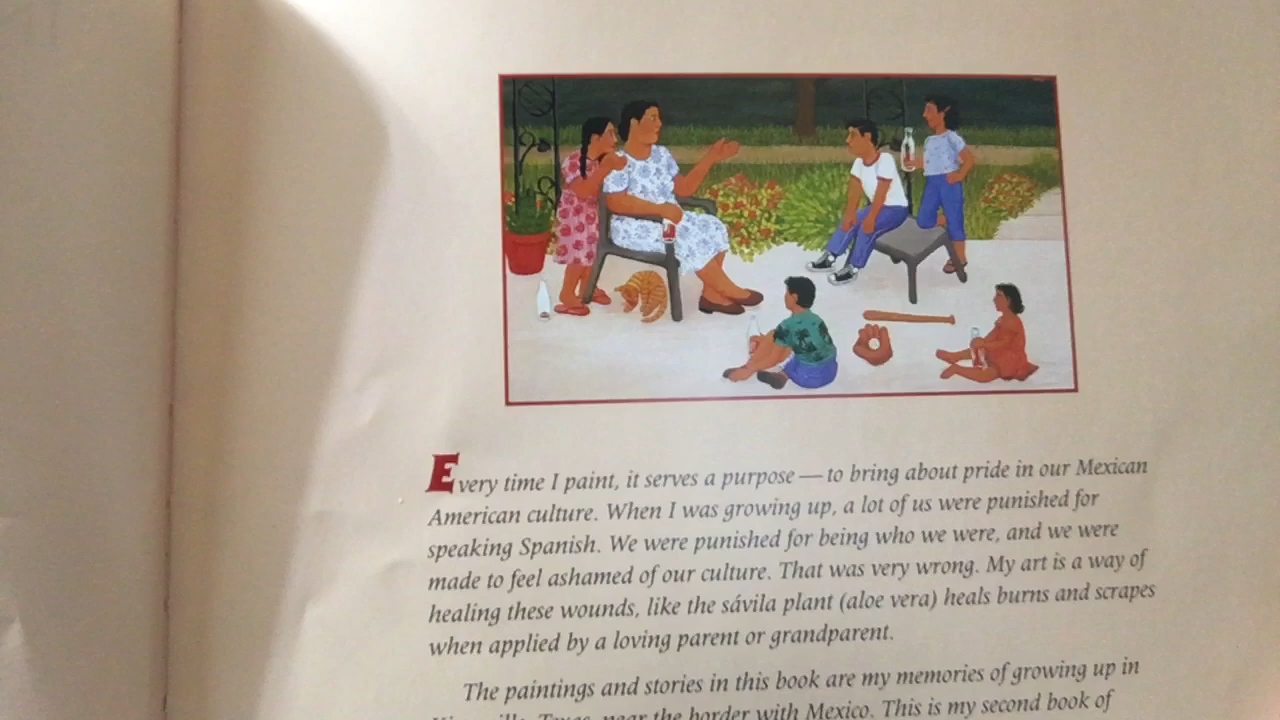 Every time I paint, it serves a purpose — to bring about pride in our Mexican
American culture. When I was growing up, a lot of us were punished for
speaking Spanish. We were punished for being who we were, and we were
made to feel ashamed of our culture. That was very wrong. My art is a way of
healing these wounds, like the sávila plant (aloe vera) heals burns and scrapes
when applied by a loving parent or grandparent.
The paintings and stories in this book are my memories of growing up in
Texas, near the border with Mexico. This is my second book of